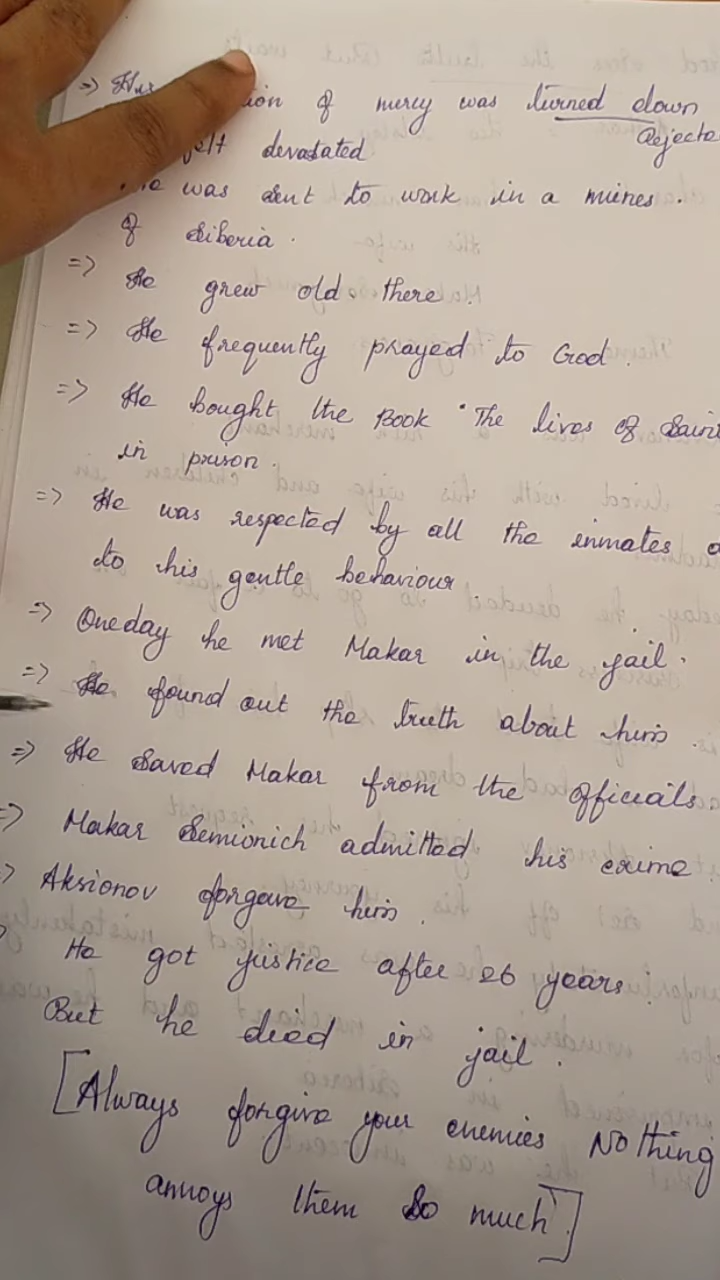 => His tion of mercy was turned down
Rejecte
felt devastated
He was sent to work in a mines.
of Siberia.
=> He grew old there.
=> He frequently prayed to God.
=> He bought the Book "The lives of Saint
in prison.
=> He was respected by all the inmates
to his gentle behaviour.
=> Oneday he met Makar in the jail.
=> He found out the truth about him.
=> He saved Makar from the officials.
=> Makar Semionich admitted his crime.
=> Aksionov forgave him.
He got justice after 26 years.
But he died in jail.
[Always forgive your enemies Nothing
annoys them so much].